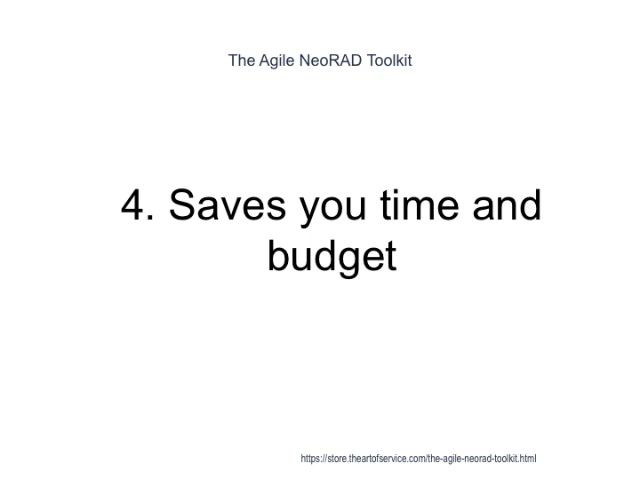 The Agile NeoRAD Toolkit
4. Saves you time and
budget
https://store.theartofservice.com/the-agile-neorad-toolkit.html